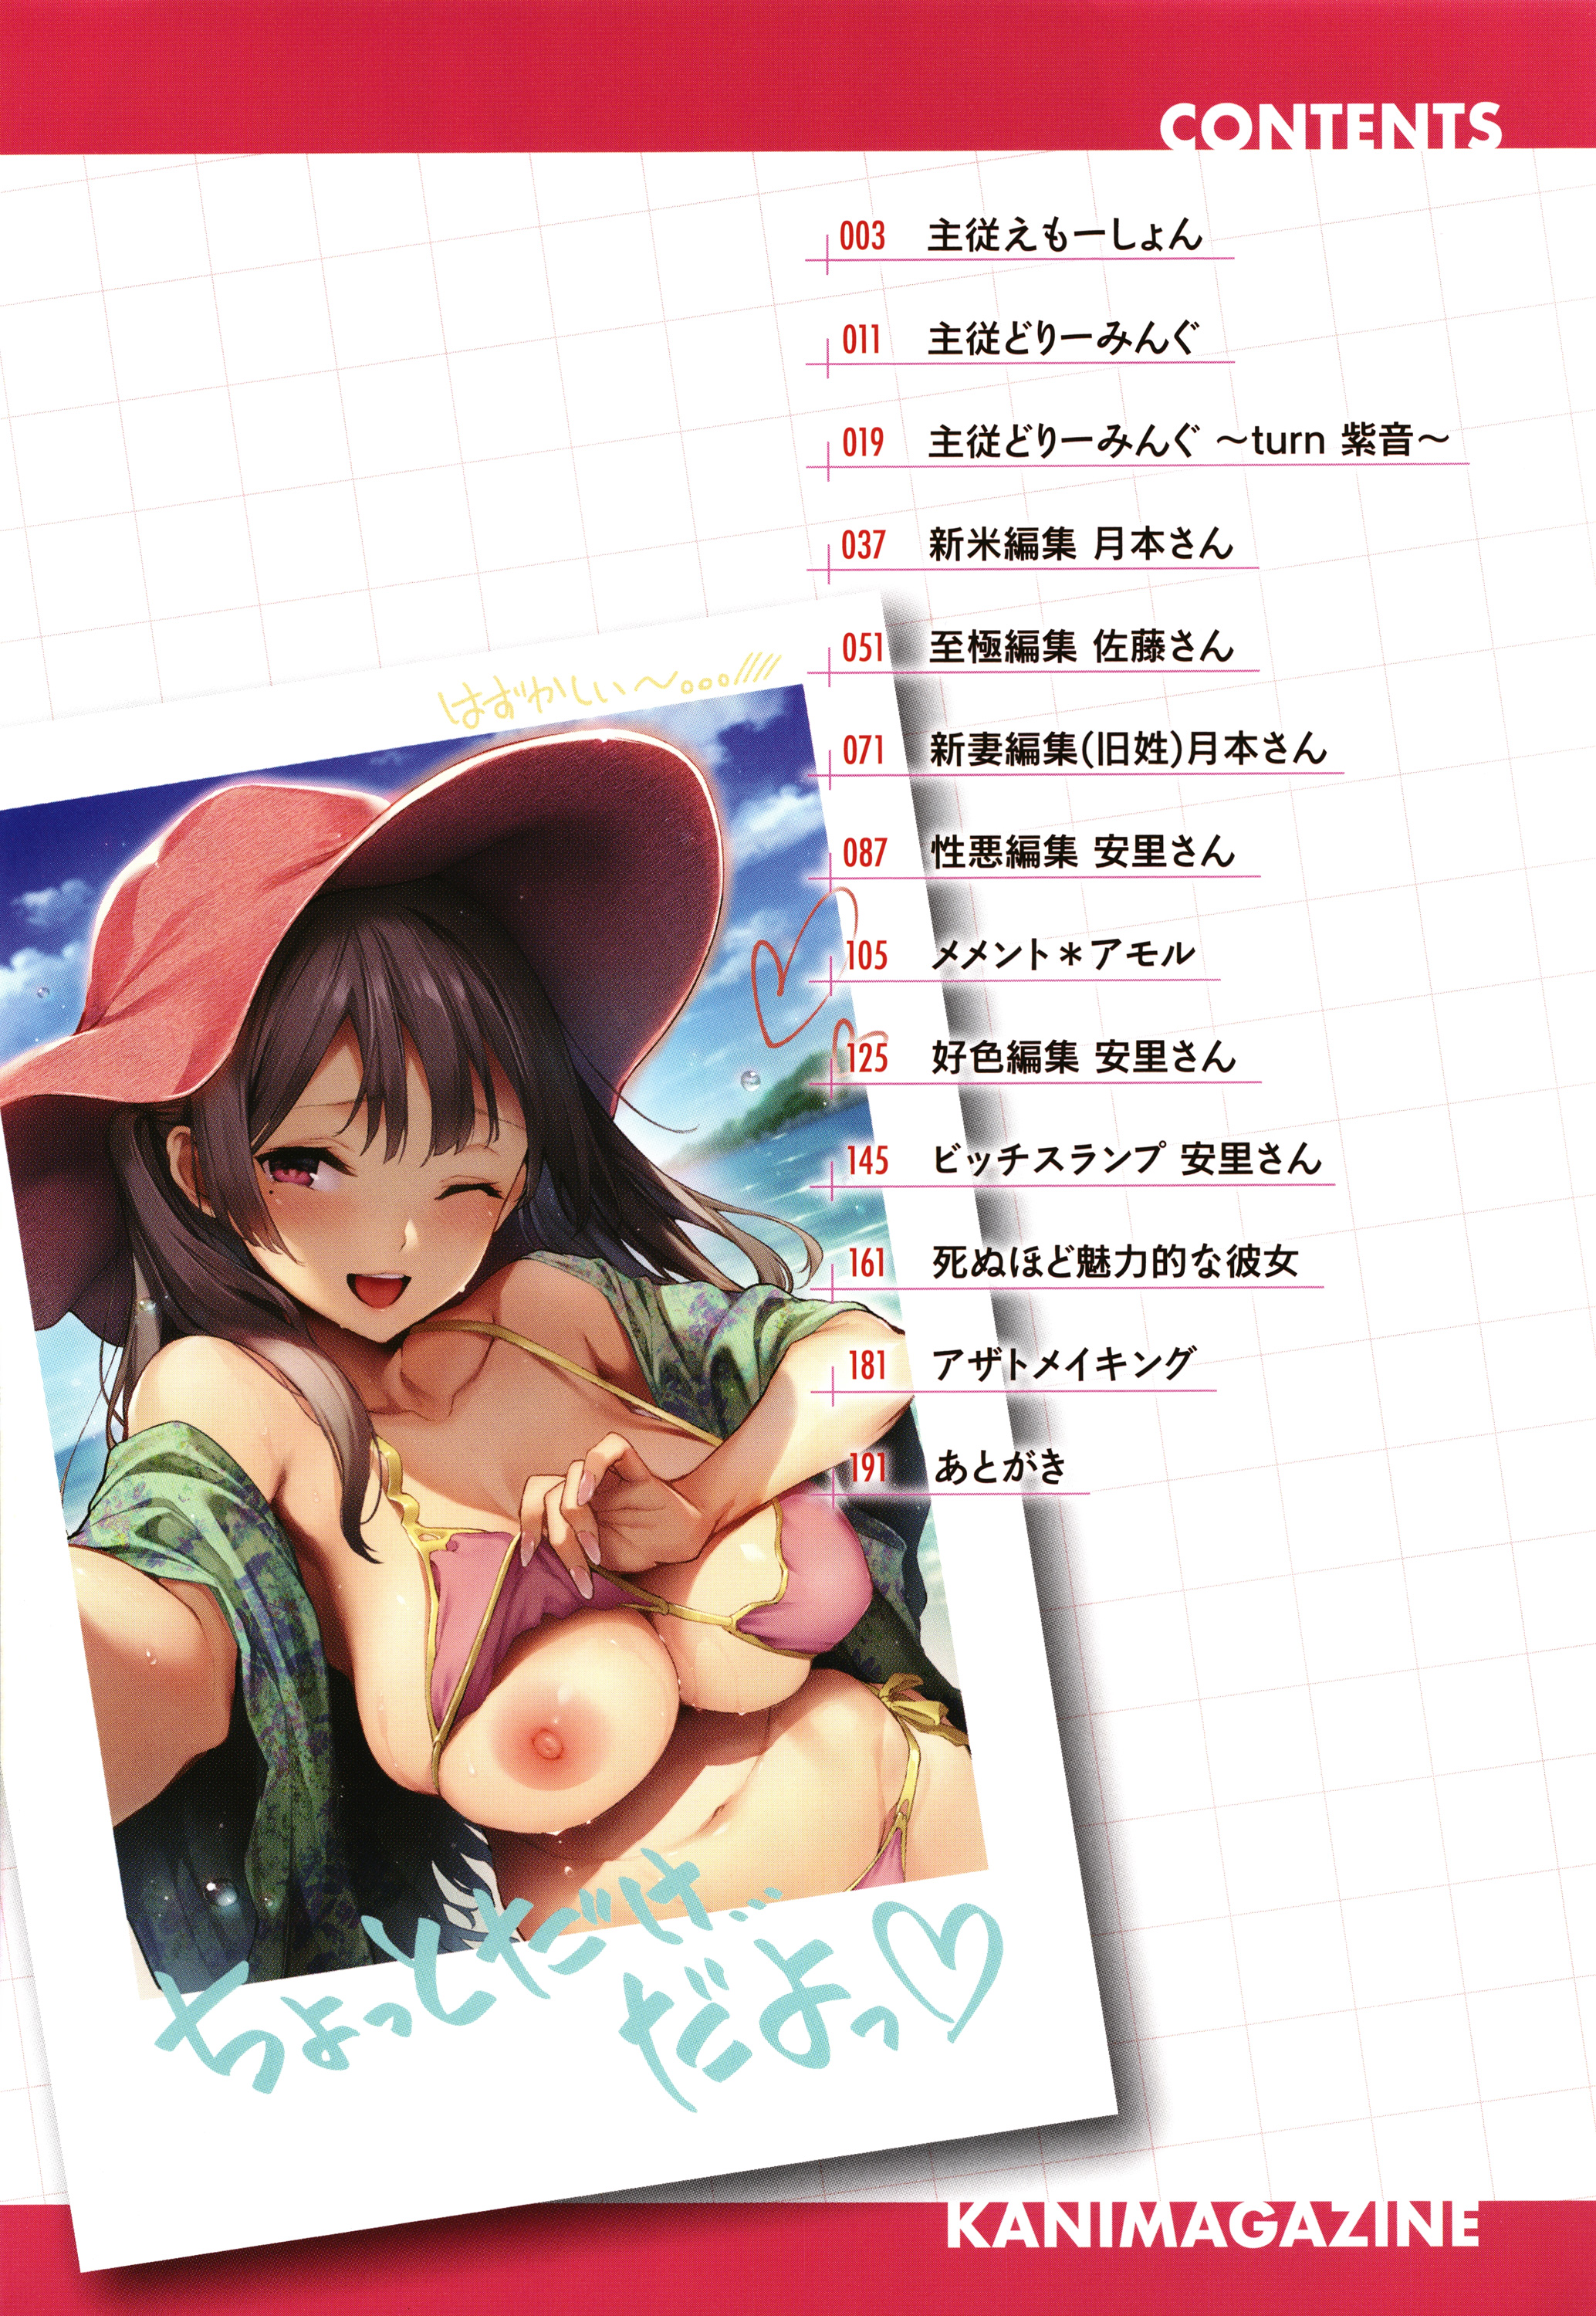 CONTENTS
003 主従えもーしょん
011 主従どりーみんぐ
019 主従どりーみんぐ ～turn 紫音～
037 新米編集 月本さん
051 至極編集 佐藤さん
071 新妻編集(旧姓)月本さん
087 性悪編集 安里さん
105 メメント＊アモル
125 好色編集 安里さん
145 ビッチスランプ 安里さん
161 死ぬほど魅力的な彼女
181 アザトメイキング
191 あとがき
はずかしい～。。。////
ちょっとだけ…
だよっ♡
KANIMAGAZINE